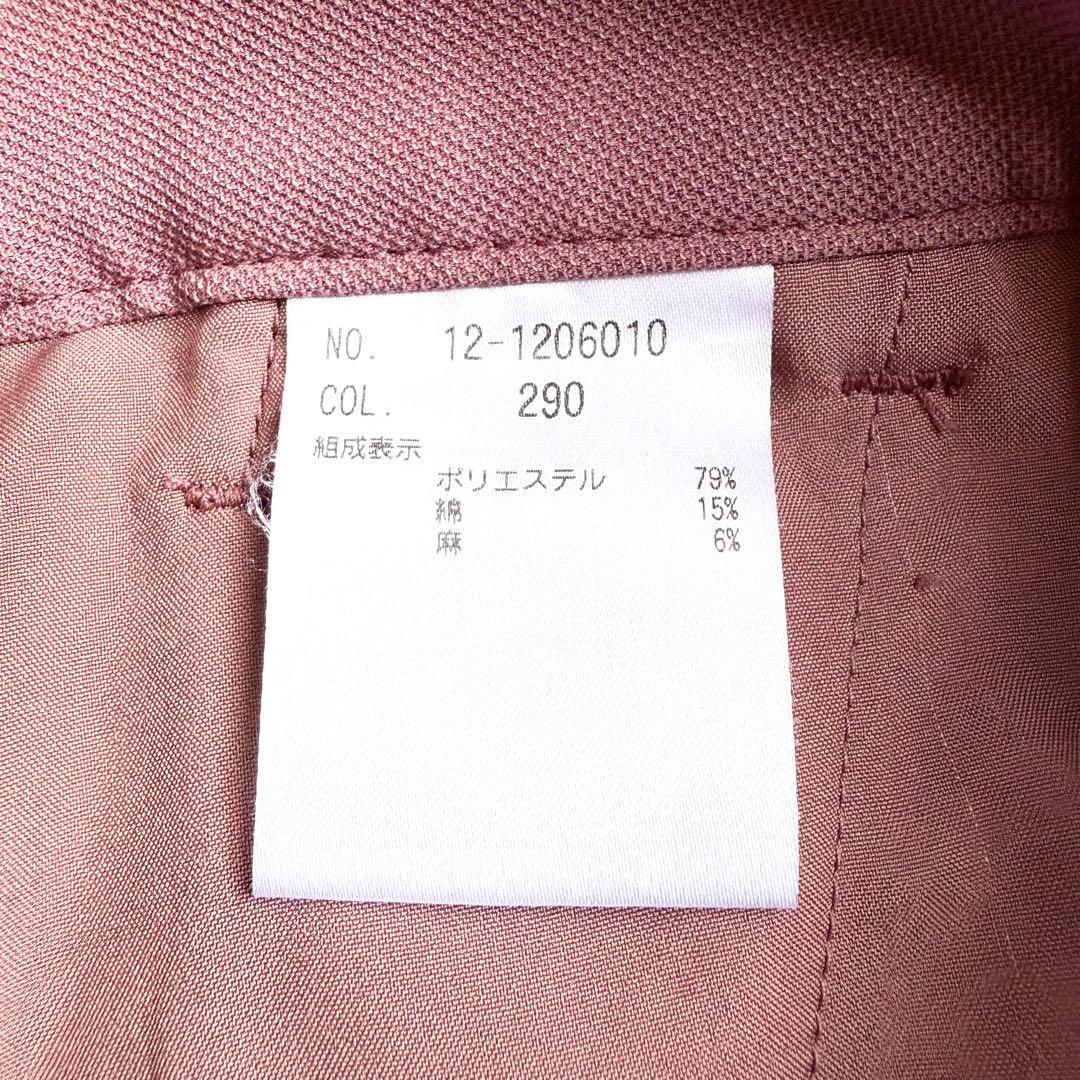 NO. 12-1206010
COL. 290
組成表示
ポリエステル 79%
綿 15%
麻 6%